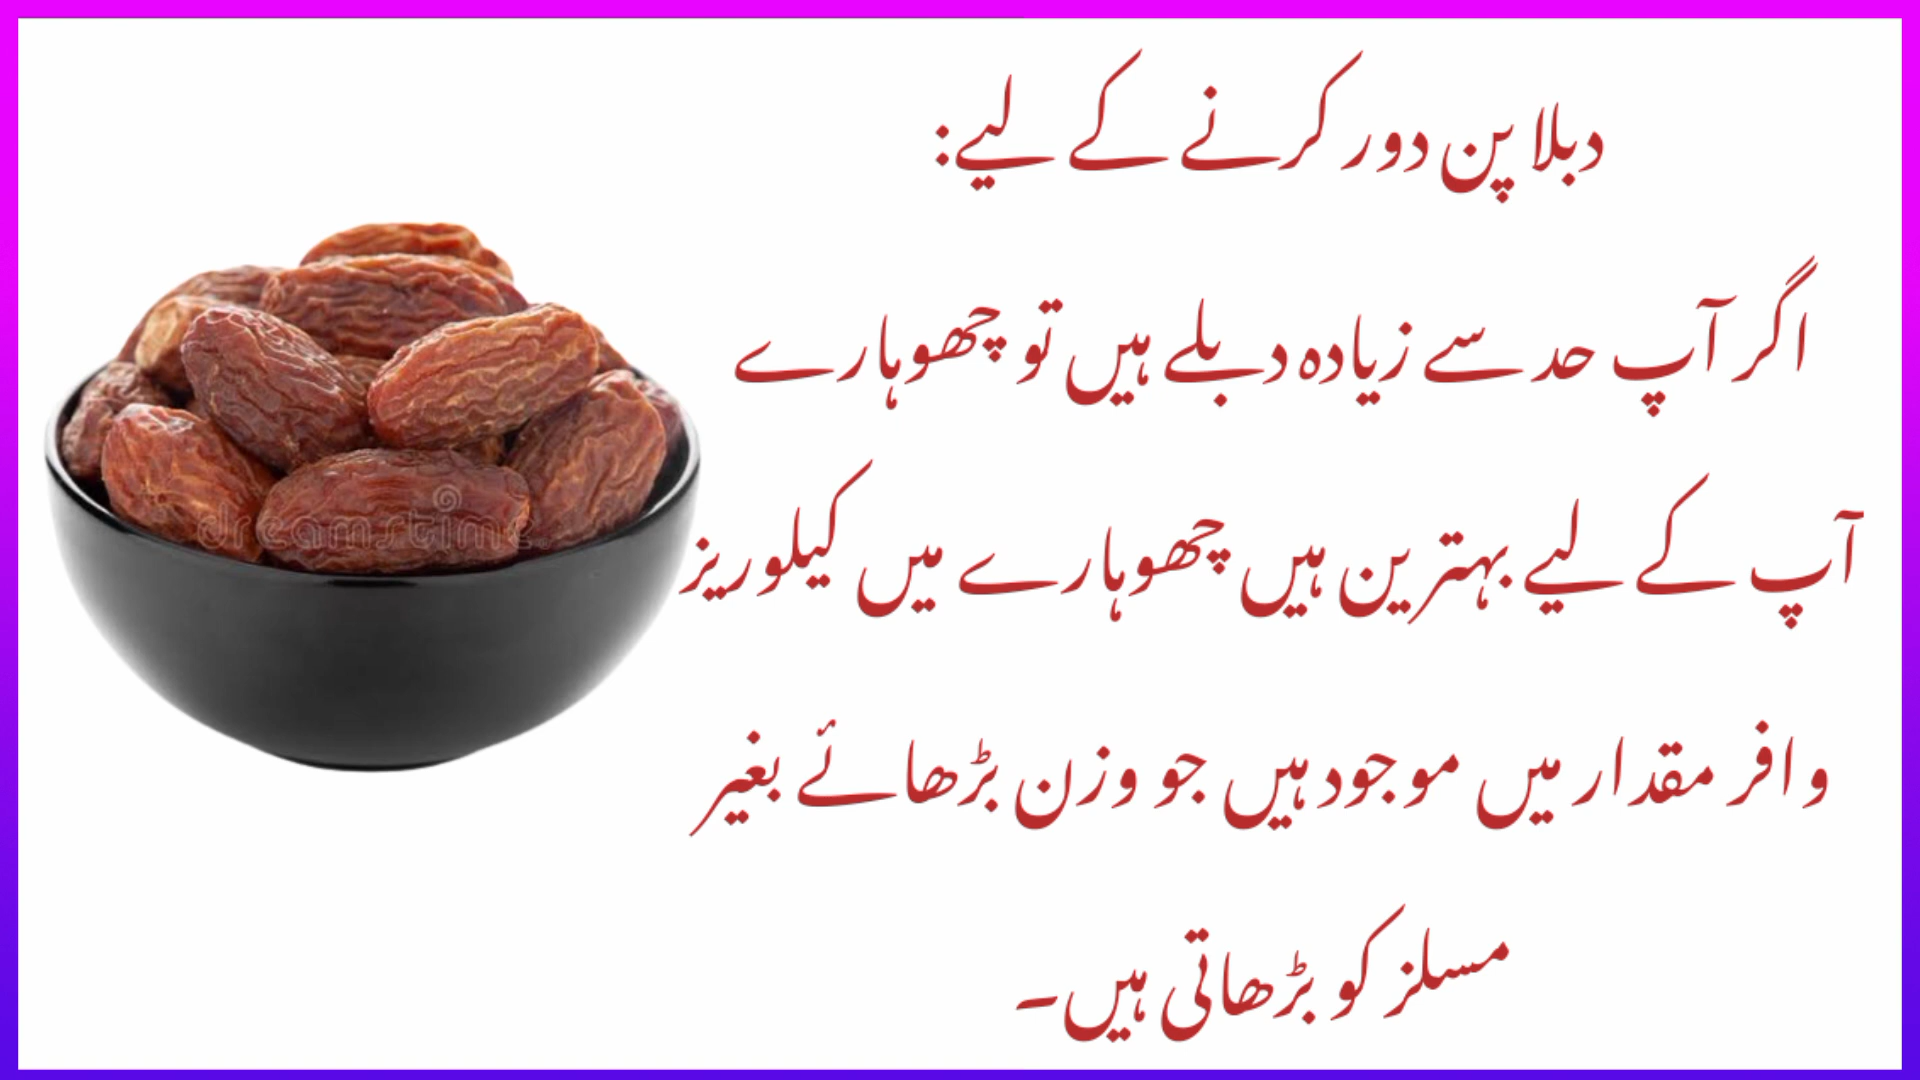 دبلا پن دور کرنے کے لیے:
اگر آپ حد سے زیادہ دبلے ہیں تو چھوہارے
آپ کے لیے بہترین ہیں چھوہارے میں کیلوریز
وافر مقدار میں موجود ہیں جو وزن بڑھائے بغیر
مسلز کو بڑھاتی ہیں۔
dreamstime